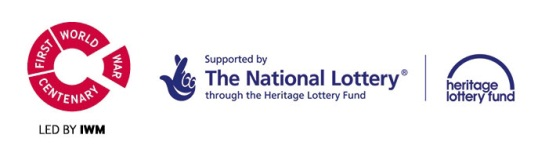 FIRST WORLD WAR CENTENARY
LED BY IWM
Supported by
The National Lottery®
through the Heritage Lottery Fund
heritage
lottery fund